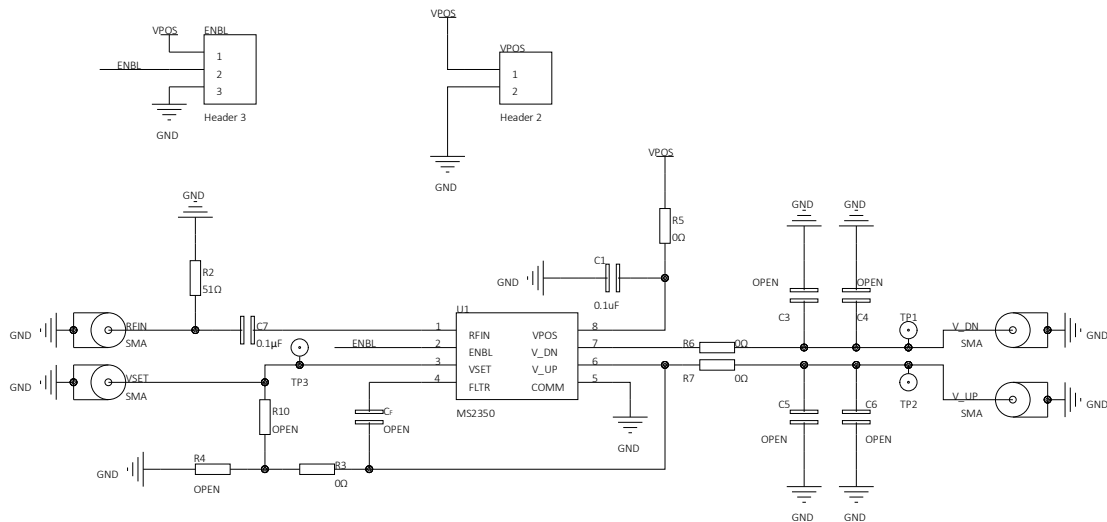 VPOS
ENBL
ENBL
1
2
3
GND
Header 3
VPOS
VPOS
1
2
Header 2
GND
VPOS
R5
0Ω
GND
C1
0.1uF
GND
R2
51Ω
GND
RFIN
SMA
C7
0.1µF
GND
VSET
SMA
TP3
ENBL
U1
1
2
3
4
RFIN
ENBL
VSET
FLTR
VPOS
V_DN
V_UP
COMM
8
7
6
5
MS2350
GND
R10
OPEN
CF
OPEN
GND
R4
OPEN
R3
0Ω
R6
0Ω
R7
0Ω
GND
GND
OPEN
OPEN
C3
C4
TP1
V_DN
SMA
GND
C5
C6
OPEN
OPEN
TP2
V_UP
SMA
GND
GND
GND